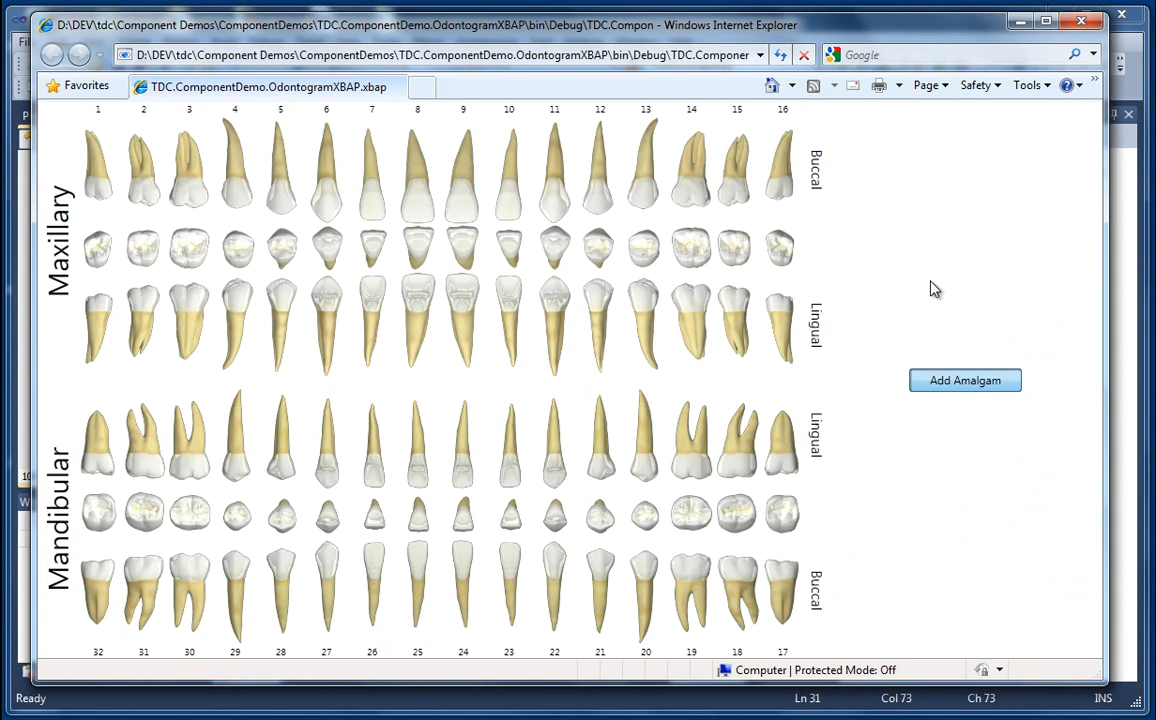 D:\DEV\tdc\Component Demos\ComponentDemos\TDC.ComponentDemo.OdontogramXBAP\bin\Debug\TDC.Compon - Windows Internet Explorer
D:\DEV\tdc\Component Demos\ComponentDemos\TDC.ComponentDemo.OdontogramXBAP\bin\Debug\TDC.Componer
Google
Favorites
TDC.ComponentDemo.OdontogramXBAP.xbap
Page
Safety
Tools
1 2 3 4 5 6 7 8 9 10 11 12 13 14 15 16
Maxillary
Buccal
Lingual
Add Amalgam
Mandibular
Lingual
Buccal
32 31 30 29 28 27 26 25 24 23 22 21 20 19 18 17
Computer | Protected Mode: Off
Ready
Ln 31
Col 73
Ch 73
INS